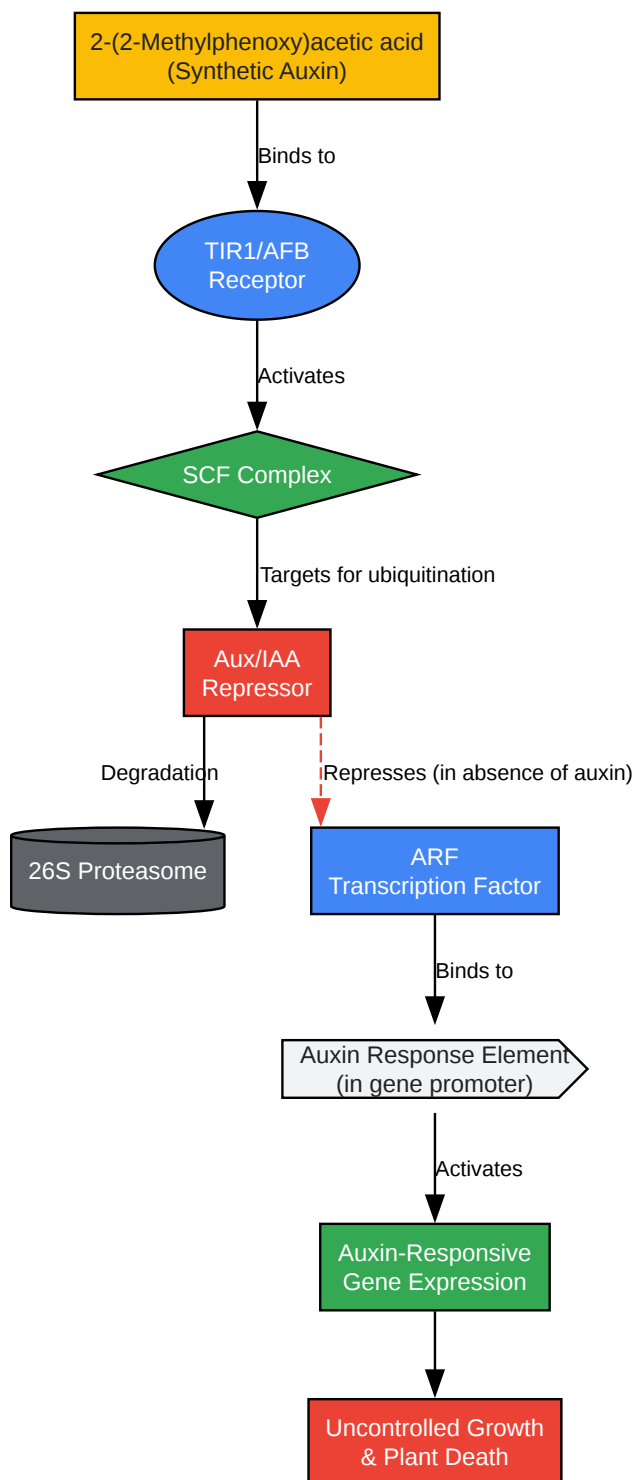 2-(2-Methylphenoxy)acetic acid
(Synthetic Auxin)
Binds to
TIR1/AFB
Receptor
Activates
SCF Complex
Targets for ubiquitination
Aux/IAA
Repressor
Degradation
Represses (in absence of auxin)
26S Proteasome
ARF
Transcription Factor
Binds to
Auxin Response Element
(in gene promoter)
Activates
Auxin-Responsive
Gene Expression
Uncontrolled Growth
& Plant Death